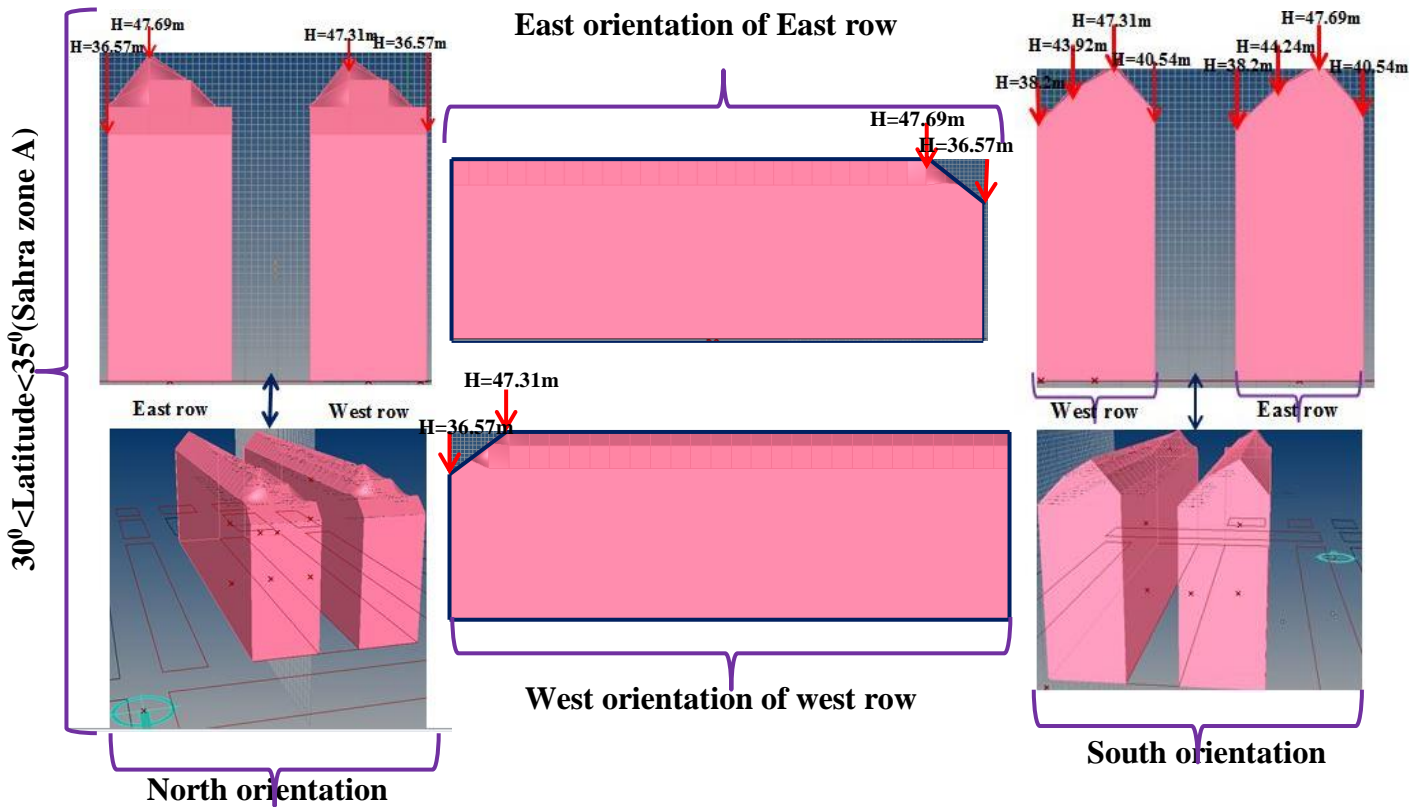 30⁰<Latitude<35⁰(Sahra zone A)
H=47.69m
H=36.57m
H=47.31m
H=36.57m
East row
West row
North orientation
East orientation of East row
H=47.69m
H=36.57m
H=47.31m
H=36.57m
West orientation of west row
H=47.31m
H=47.69m
H=43.92m
H=44.24m
H=40.54m
H=38.2m
H=38.2m
H=40.54m
West row
East row
South orientation